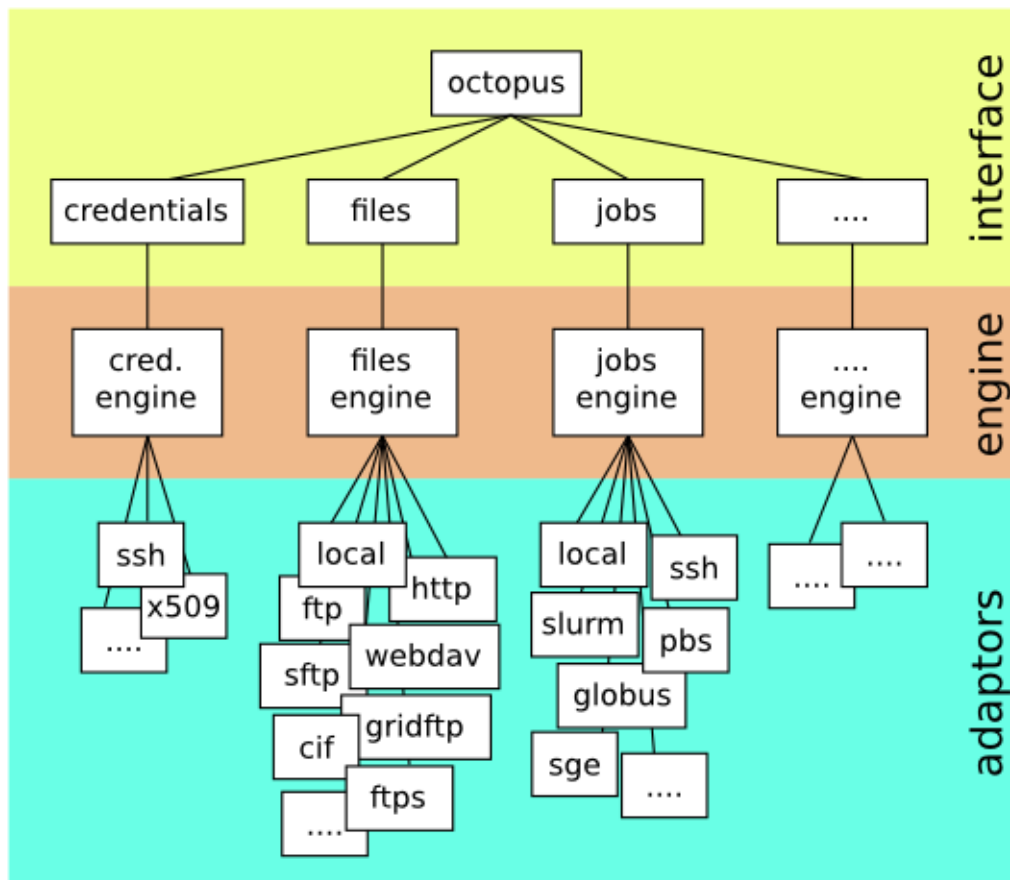 octopus
interface
credentials
files
jobs
....
engine
cred.
engine
files
engine
jobs
engine
....
engine
adaptors
ssh
x509
....
local
http
ftp
webdav
sftp
gridftp
cif
ftps
....
local
ssh
slurm
pbs
globus
sge
....
....
....